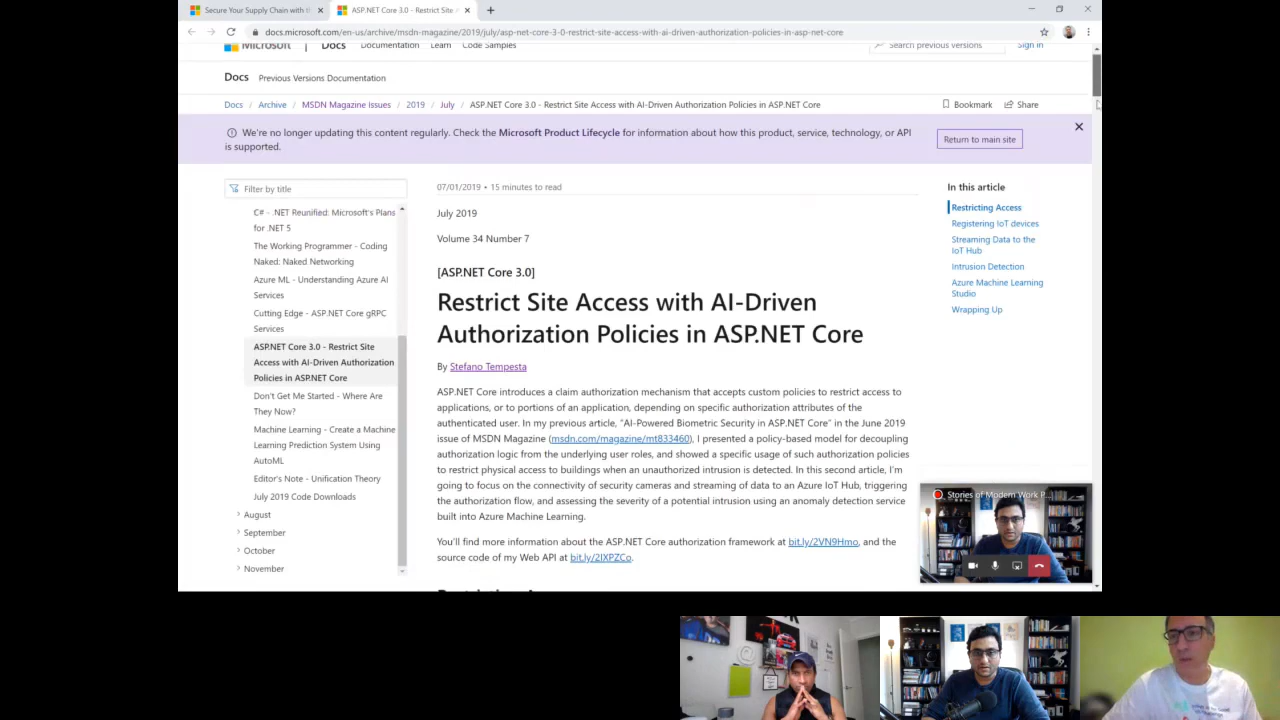 Secure Your Supply Chain with t
ASP.NET Core 3.0 - Restrict Site A
docs.microsoft.com/en-us/archive/msdn-magazine/2019/july/asp-net-core-3-0-restrict-site-access-with-ai-driven-authorization-policies-in-asp-net-core
Microsoft Docs Documentation Learn Code Samples Search previous versions Sign in
Docs Previous Versions Documentation
Docs / Archive / MSDN Magazine Issues / 2019 / July / ASP.NET Core 3.0 - Restrict Site Access with AI-Driven Authorization Policies in ASP.NET Core Bookmark Share
We're no longer updating this content regularly. Check the Microsoft Product Lifecycle for information about how this product, service, technology, or API
is supported.
Return to main site
Filter by title
C# - .NET Reunified: Microsoft's Plans
for .NET 5
The Working Programmer - Coding
Naked: Naked Networking
Azure ML - Understanding Azure AI
Services
Cutting Edge - ASP.NET Core gRPC
Services
ASP.NET Core 3.0 - Restrict Site
Access with AI-Driven Authorization
Policies in ASP.NET Core
Don't Get Me Started - Where Are
They Now?
Machine Learning - Create a Machine
Learning Prediction System Using
AutoML
Editor's Note - Unification Theory
July 2019 Code Downloads
August
September
October
November
07/01/2019 • 15 minutes to read
July 2019
Volume 34 Number 7
[ASP.NET Core 3.0]
Restrict Site Access with AI-Driven
Authorization Policies in ASP.NET Core
By Stefano Tempesta
ASP.NET Core introduces a claim authorization mechanism that accepts custom policies to restrict access to
applications, or to portions of an application, depending on specific authorization attributes of the
authenticated user. In my previous article, "AI-Powered Biometric Security in ASP.NET Core" in the June 2019
issue of MSDN Magazine (msdn.com/magazine/mt833460), I presented a policy-based model for decoupling
authorization logic from the underlying user roles, and showed a specific usage of such authorization policies
to restrict physical access to buildings when an unauthorized intrusion is detected. In this second article, I'm
going to focus on the connectivity of security cameras and streaming of data to an Azure IoT Hub, triggering
the authorization flow, and assessing the severity of a potential intrusion using an anomaly detection service
built into Azure Machine Learning.
You'll find more information about the ASP.NET Core authorization framework at bit.ly/2VN9Hmo, and the
source code of my Web API at bit.ly/2IXPZCo.
In this article
Restricting Access
Registering IoT devices
Streaming Data to the
IoT Hub
Intrusion Detection
Azure Machine Learning
Studio
Wrapping Up
Stories of Modern Work P...